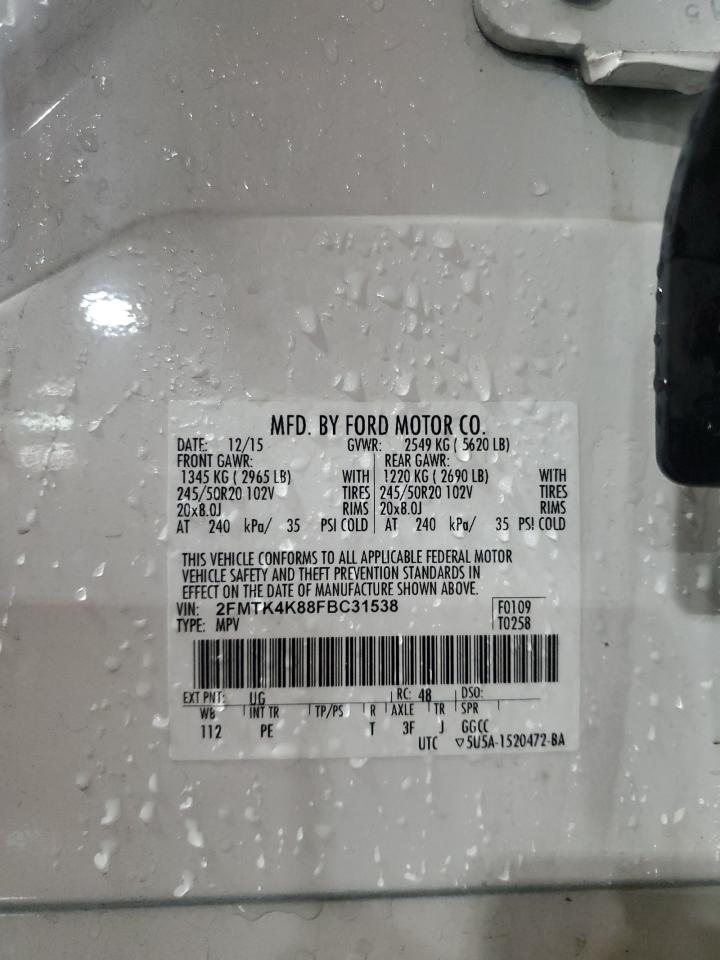 MFD. BY FORD MOTOR CO.
DATE: 12/15 GVWR: 2549 KG ( 5620 LB)
FRONT GAWR: REAR GAWR:
1345 KG ( 2965 LB) WITH 1220 KG ( 2690 LB) WITH
245/50R20 102V TIRES 245/50R20 102V TIRES
20x8.0J RIMS 20x8.0J RIMS
AT 240 kPa/ 35 PSI COLD AT 240 kPa/ 35 PSI COLD
THIS VEHICLE CONFORMS TO ALL APPLICABLE FEDERAL MOTOR
VEHICLE SAFETY AND THEFT PREVENTION STANDARDS IN
EFFECT ON THE DATE OF MANUFACTURE SHOWN ABOVE.
VIN: 2FMTK4K88FBC31538 F0109
TYPE: MPV T0258
EXT PNT: UG RC: 48 DSO:
WB INT TR TP/PS R AXLE TR SPR
112 PE T 3F J GGCC
UTC ▽5U5A-1520472-BA